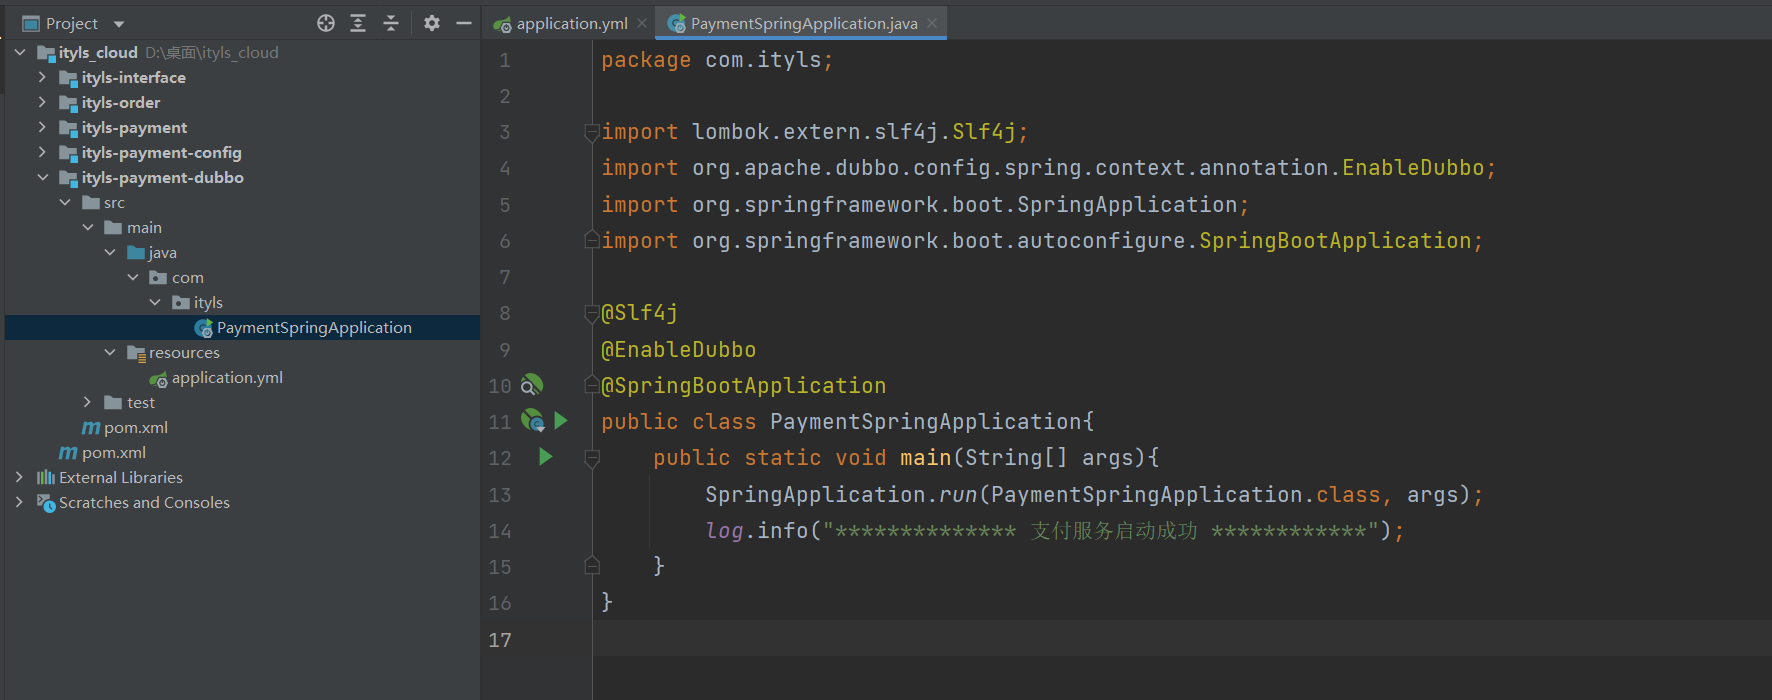 Project
ityls_cloud D:\桌面\ityls_cloud
ityls-interface
ityls-order
ityls-payment
ityls-payment-config
ityls-payment-dubbo
src
main
java
com
ityls
PaymentSpringApplication
resources
application.yml
test
pom.xml
pom.xml
External Libraries
Scratches and Consoles
application.yml PaymentSpringApplication.java
1 package com.ityls;
2
3 import lombok.extern.slf4j.Slf4j;
4 import org.apache.dubbo.config.spring.context.annotation.EnableDubbo;
5 import org.springframework.boot.SpringApplication;
6 import org.springframework.boot.autoconfigure.SpringBootApplication;
7
8 @Slf4j
9 @EnableDubbo
10 @SpringBootApplication
11 public class PaymentSpringApplication{
12 public static void main(String[] args){
13 SpringApplication.run(PaymentSpringApplication.class, args);
14 log.info("************** 支付服务启动成功 ************");
15 }
16 }
17